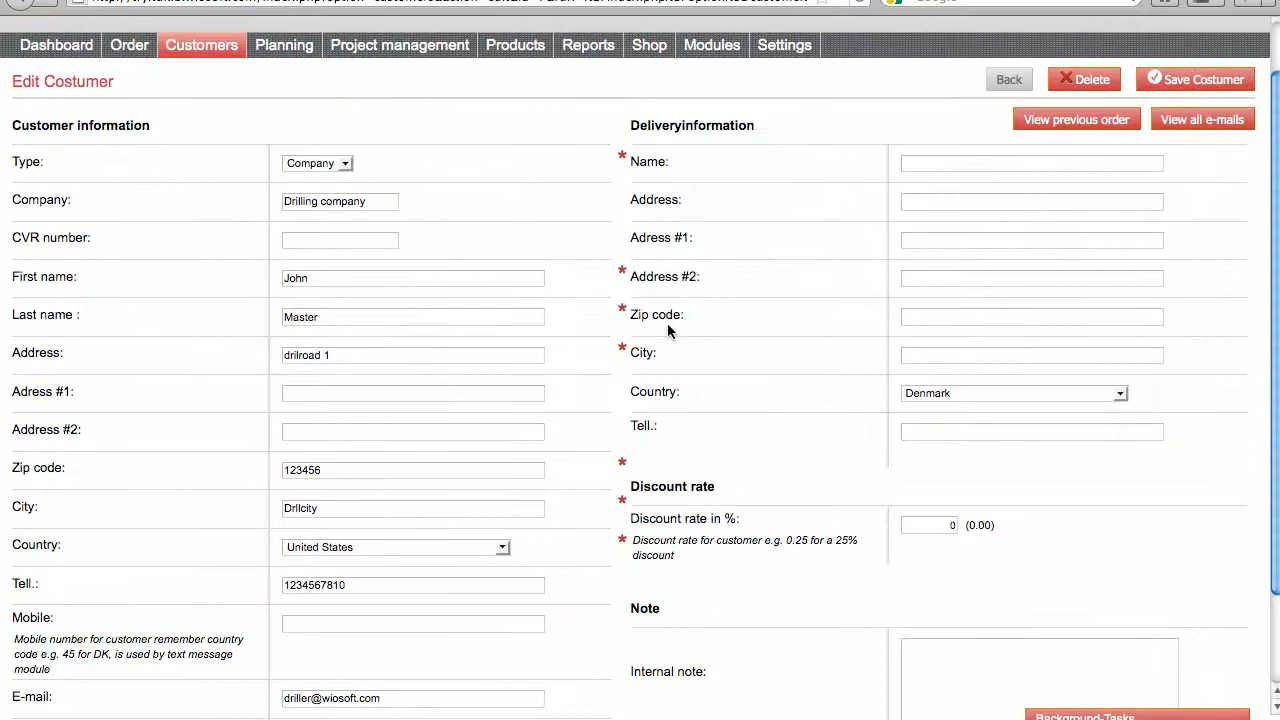 Dashboard Order Customers Planning Project management Products Reports Shop Modules Settings
Edit Costumer
Back Delete Save Costumer
View previous order View all e-mails
Customer information
Type: Company
Company: Drilling company
CVR number:
First name: John
Last name : Master
Address: drilroad 1
Adress #1:
Address #2:
Zip code: 123456
City: Drllcity
Country: United States
Tell.: 1234567810
Mobile:
Mobile number for customer remember country
code e.g. 45 for DK, is used by text message
module
E-mail: driller@wiosoft.com
Deliveryinformation
* Name:
Address:
Adress #1:
* Address #2:
* Zip code:
* City:
Country: Denmark
Tell.:
*
Discount rate
*
Discount rate in %: 0 (0.00)
* Discount rate for customer e.g. 0.25 for a 25%
discount
Note
Internal note:
Background-Tasks